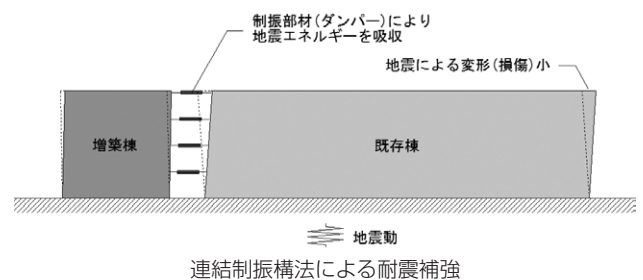 制振部材(ダンパー)により
地震エネルギーを吸収
地震による変形(損傷)小
増築棟
既存棟
地震動
連結制振構法による耐震補強